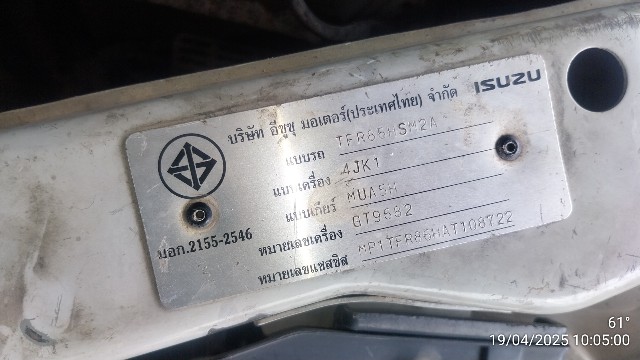 ISUZU
บริษัท อีซูซุ มอเตอร์(ประเทศไทย) จำกัด
แบบรถ TFR86HSM2A
แบบเครื่อง 4JK1
แบบเกียร์ MUA5H
หมายเลขเครื่อง GT9652
หมายเลขแชสซิส MP1TFR86HAT108722
มอก.2155-2546
61°
19/04/2025 10:05:00